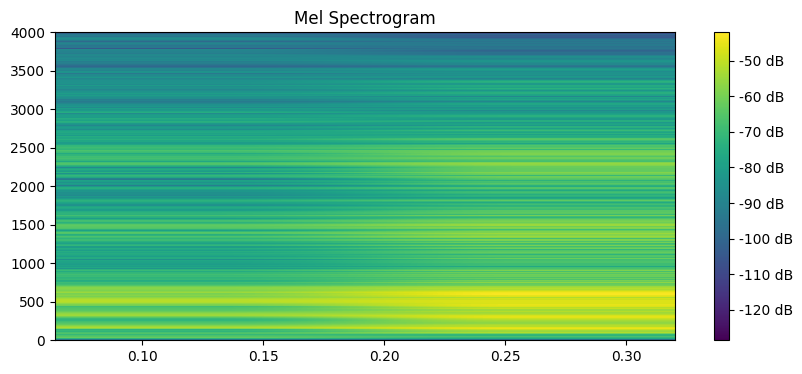 Mel Spectrogram
4000
3500
3000
2500
2000
1500
1000
500
0
0.10 0.15 0.20 0.25 0.30
-50 dB
-60 dB
-70 dB
-80 dB
-90 dB
-100 dB
-110 dB
-120 dB